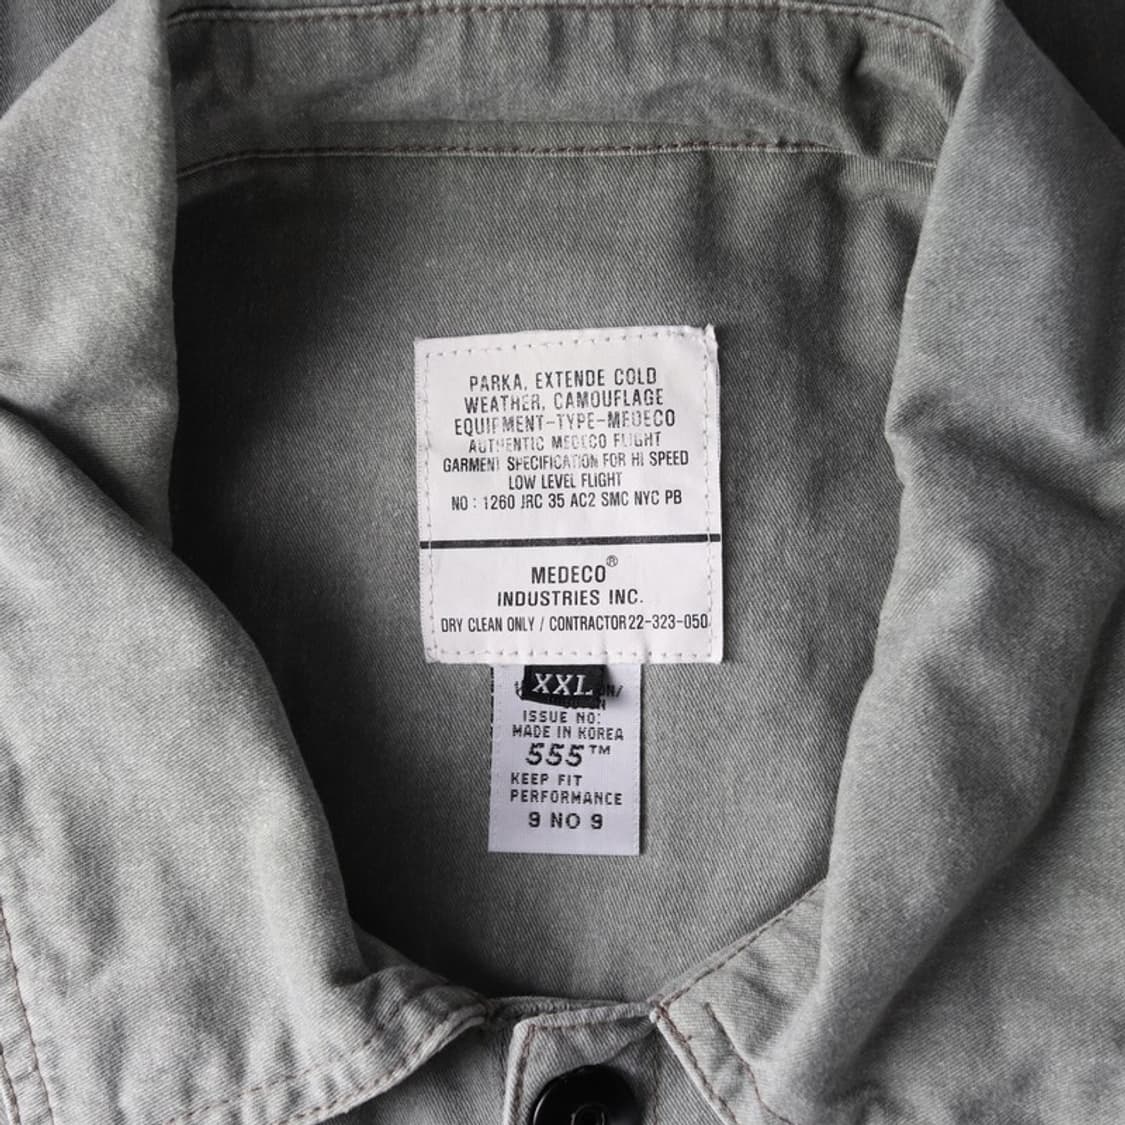 PARKA, EXTENDE COLD
WEATHER, CAMOUFLAGE
EQUIPMENT-TYPE-MEDECO
AUTHENTIC MEDECO FLIGHT
GARMENT SPECIFICATION FOR HI SPEED
LOW LEVEL FLIGHT
NO : 1260 JRC 35 AC2 SMC NYC PB
MEDECO®
INDUSTRIES INC.
DRY CLEAN ONLY / CONTRACTOR 22-323-050
XXL
ISSUE NO:
MADE IN KOREA
555™
KEEP FIT
PERFORMANCE
9 NO 9